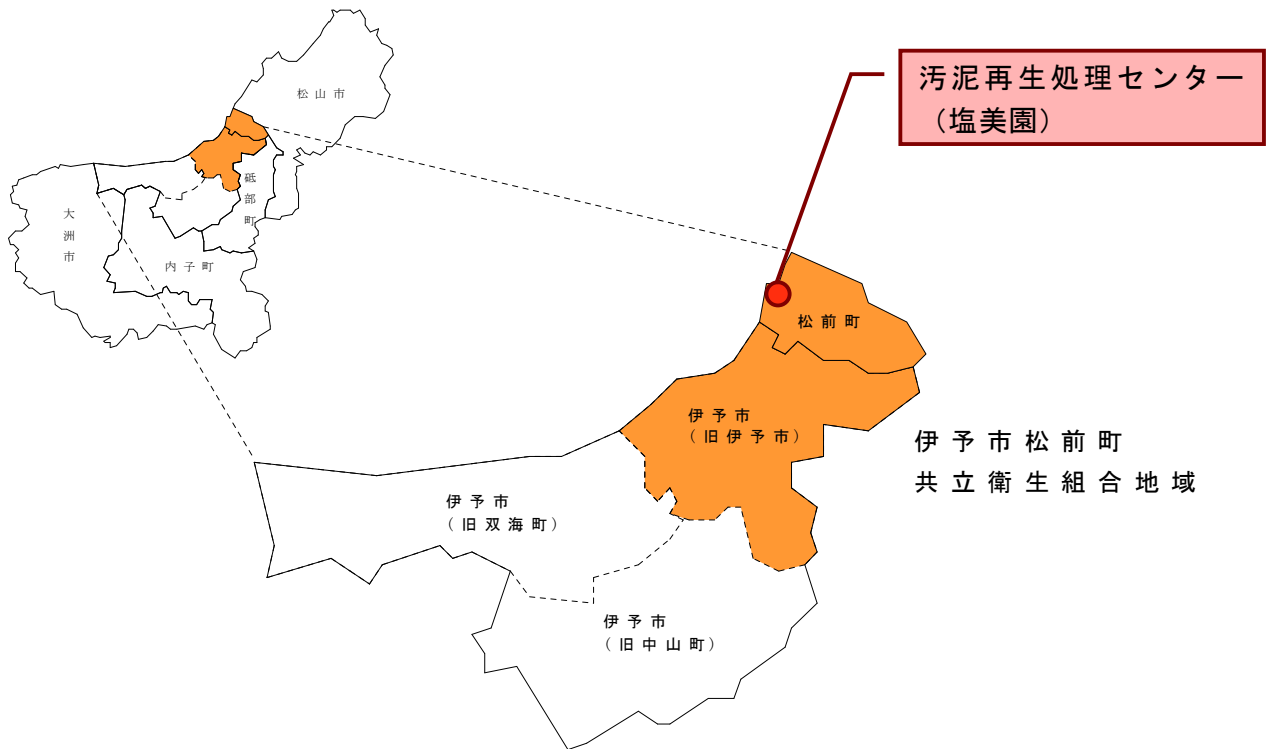 汚泥再生処理センター
（塩美園）
松山市
砥部町
大洲市
内子町
松前町
伊予市
（旧伊予市）
伊予市松前町
共立衛生組合地域
伊予市
（旧双海町）
伊予市
（旧中山町）